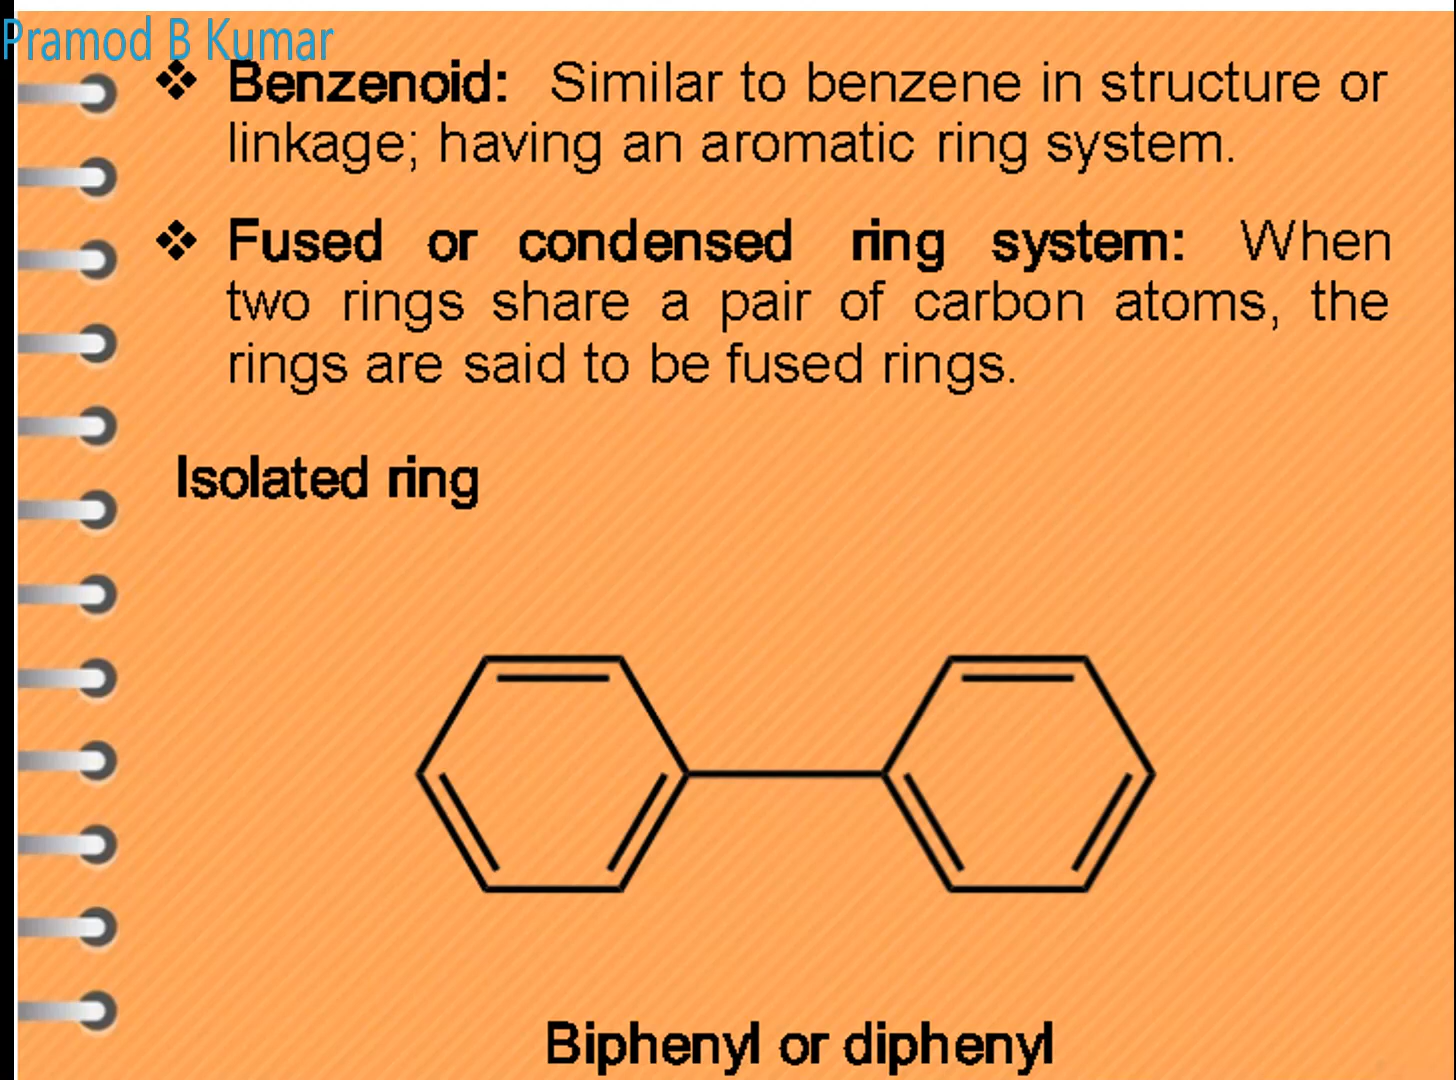 Pramod B Kumar
❖ Benzenoid: Similar to benzene in structure or
linkage; having an aromatic ring system.
❖ Fused or condensed ring system: When
two rings share a pair of carbon atoms, the
rings are said to be fused rings.
Isolated ring
Biphenyl or diphenyl